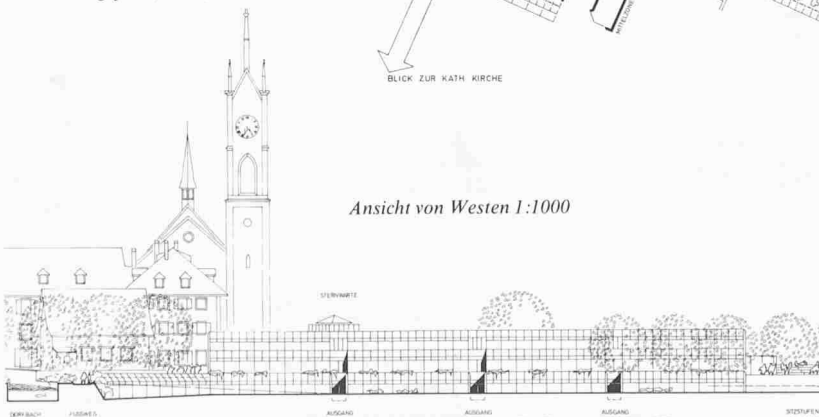 MITTELZONE
BLICK ZUR KATH KIRCHE
Ansicht von Westen 1:1000
STERNWARTE
DORFBACH FUSSWEG AUSGANG AUSGANG AUSGANG SITZSTUFEN